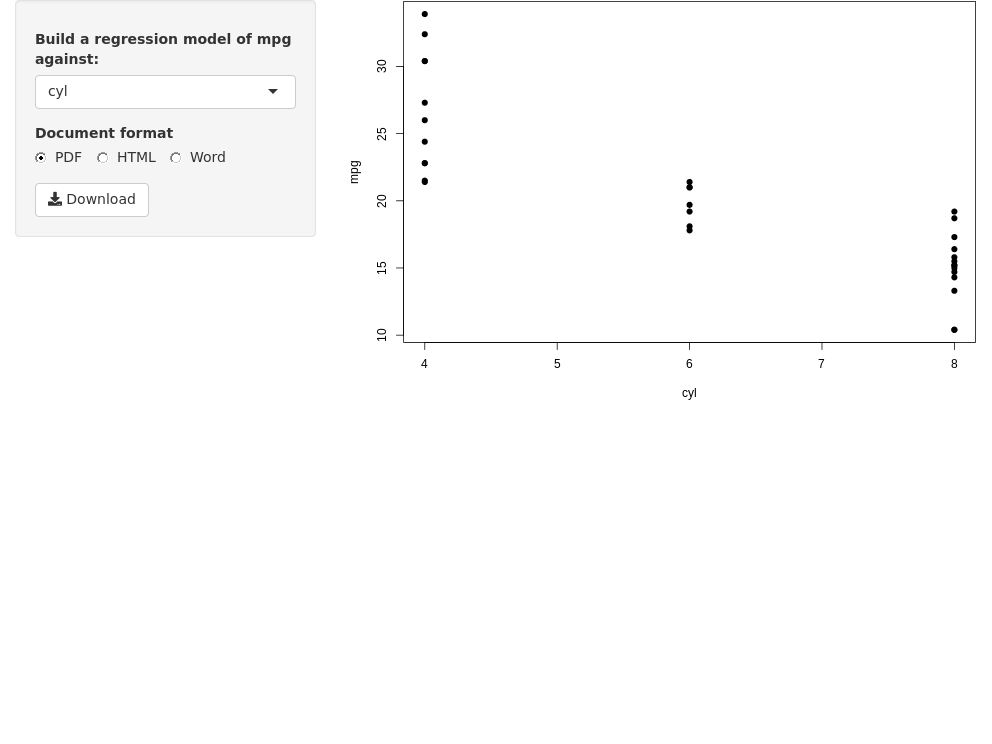 Build a regression model of mpg
against:
cyl
Document format
PDF HTML Word
Download
mpg
30
25
20
15
10
4 5 6 7 8
cyl